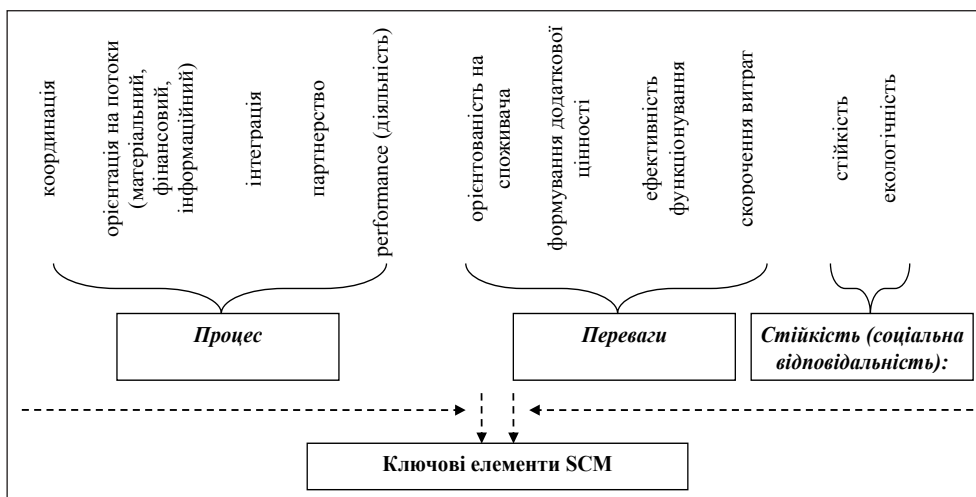 координація
орієнтація на потоки
(матеріальний,
фінансовий,
інформаційний)
інтеграція
партнерство
performance (діяльність)
орієнтованість на
споживача
формування додаткової
цінності
ефективність
функціонування
скорочення витрат
стійкість
екологічність
Процес
Переваги
Стійкість (соціальна
відповідальність):
Ключові елементи SCM